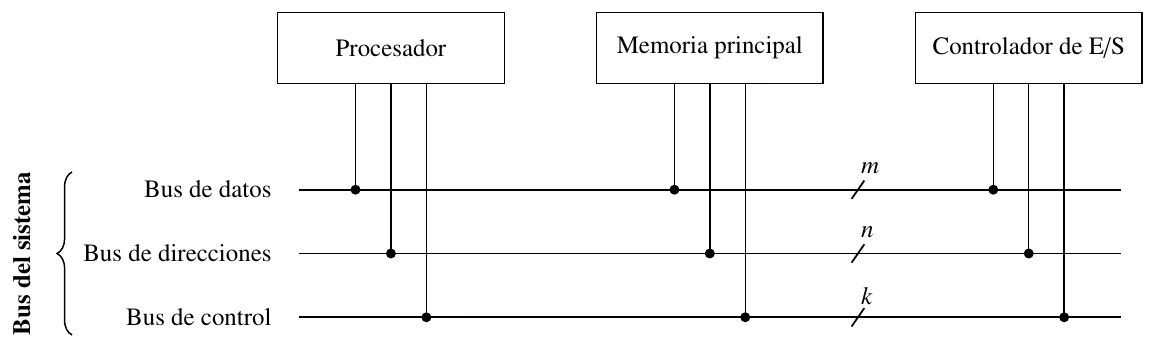 Procesador
Memoria principal
Controlador de E/S
Bus del sistema
Bus de datos
m
Bus de direcciones
n
Bus de control
k